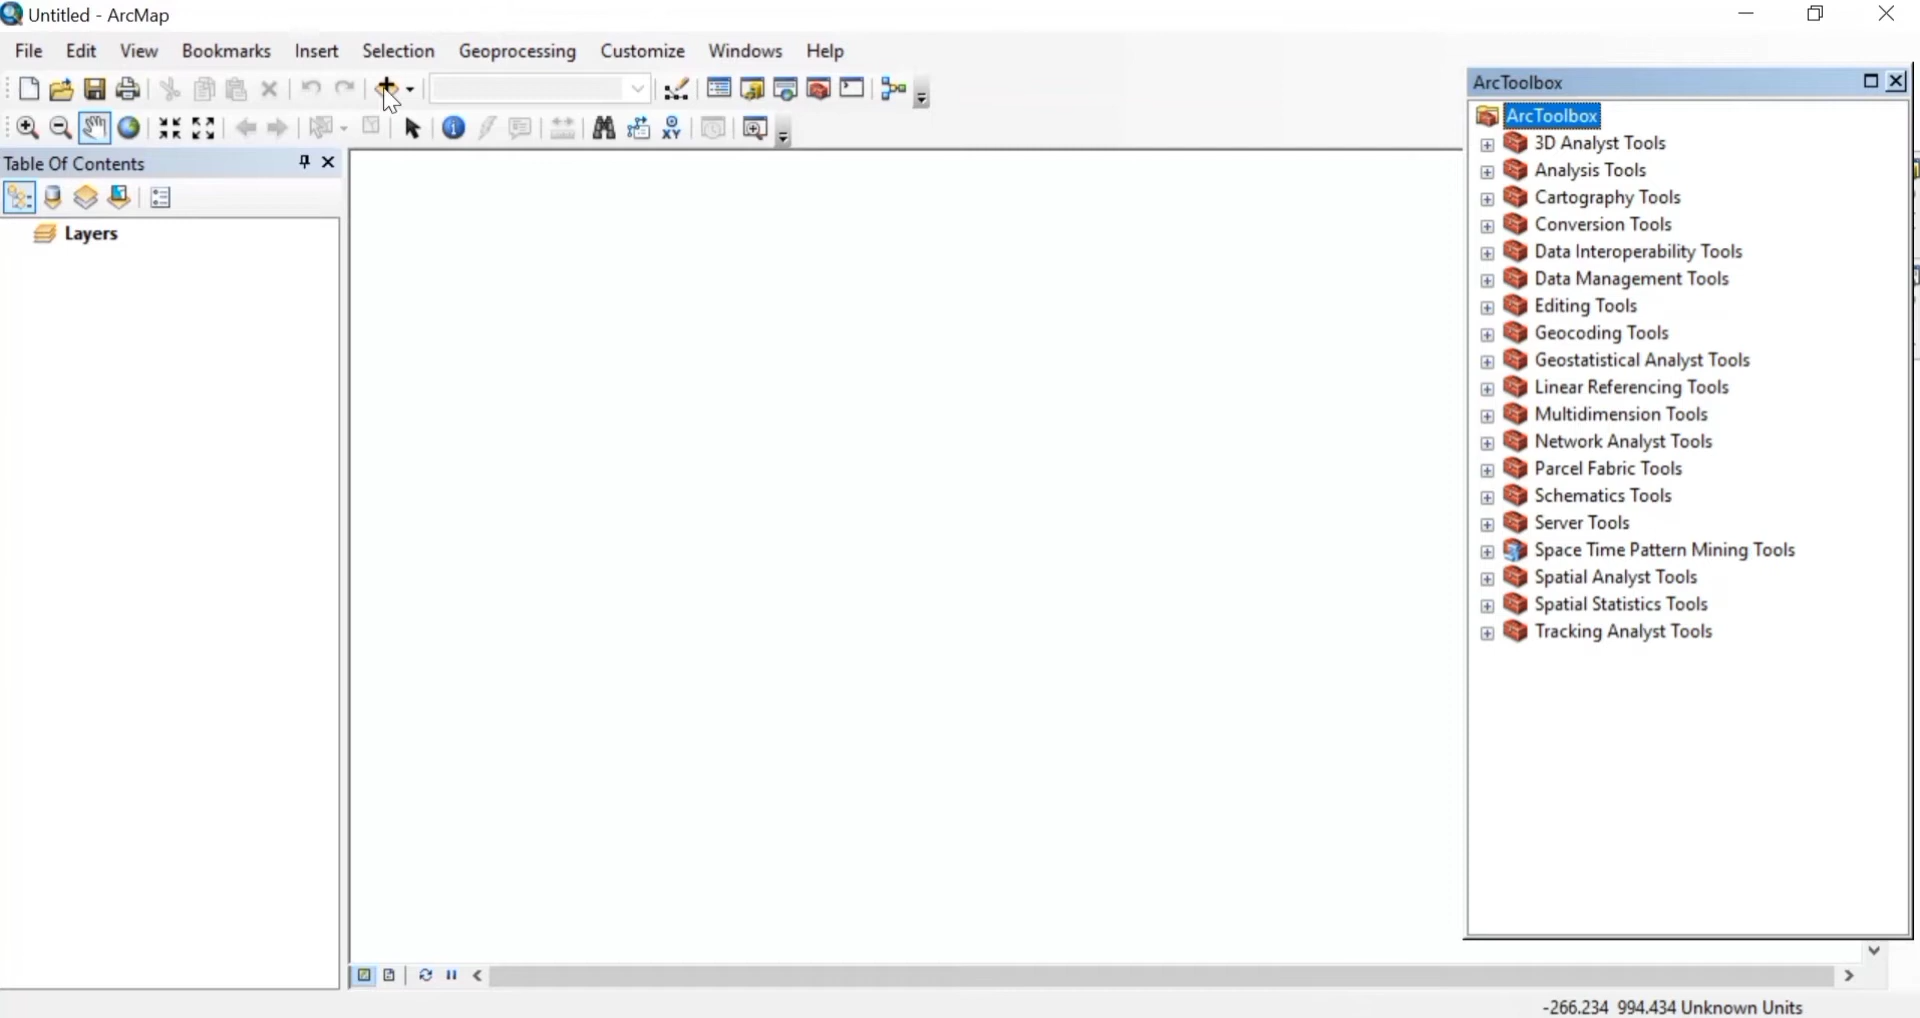 Untitled - ArcMap
File Edit View Bookmarks Insert Selection Geoprocessing Customize Windows Help
XY
Table Of Contents
Layers
ArcToolbox
ArcToolbox
3D Analyst Tools
Analysis Tools
Cartography Tools
Conversion Tools
Data Interoperability Tools
Data Management Tools
Editing Tools
Geocoding Tools
Geostatistical Analyst Tools
Linear Referencing Tools
Multidimension Tools
Network Analyst Tools
Parcel Fabric Tools
Schematics Tools
Server Tools
Space Time Pattern Mining Tools
Spatial Analyst Tools
Spatial Statistics Tools
Tracking Analyst Tools
-266.234 994.434 Unknown Units